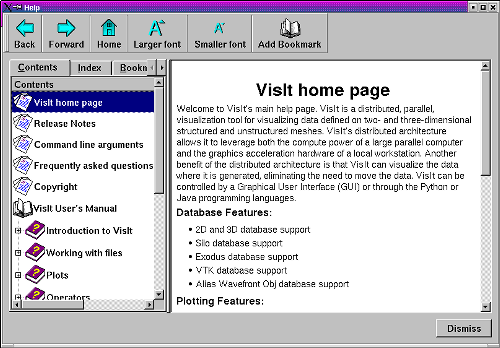 Help
Back Forward Home Larger font Smaller font Add Bookmark
Contents Index Bookm
Contents
VisIt home page
Release Notes
Command line arguments
Frequently asked questions
Copyright
VisIt User's Manual
Introduction to VisIt
Working with files
Plots
Operators
VisIt home page
Welcome to VisIt's main help page. VisIt is a distributed, parallel,
visualization tool for visualizing data defined on two- and three-dimensional
structured and unstructured meshes. VisIt's distributed architecture
allows it to leverage both the compute power of a large parallel computer
and the graphics acceleration hardware of a local workstation. Another
benefit of the distributed architecture is that VisIt can visualize the data
where it is generated, eliminating the need to move the data. VisIt can be
controlled by a Graphical User Interface (GUI) or through the Python or
Java programming languages.
Database Features:
• 2D and 3D database support
• Silo database support
• Exodus database support
• VTK database support
• Alias Wavefront Obj database support
Plotting Features:
Dismiss